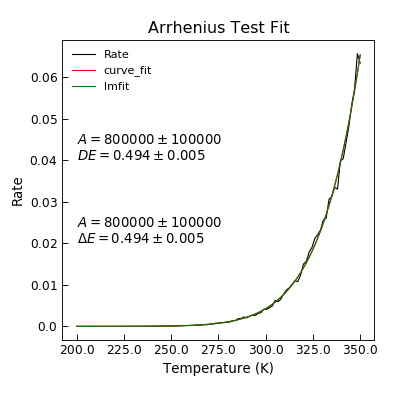 Arrhenius Test Fit
Rate
curve_fit
lmfit
A = 800000 ± 100000
DE = 0.494 ± 0.005
A = 800000 ± 100000
ΔE = 0.494 ± 0.005
Rate
0.06
0.05
0.04
0.03
0.02
0.01
0.0
200.0 225.0 250.0 275.0 300.0 325.0 350.0
Temperature (K)